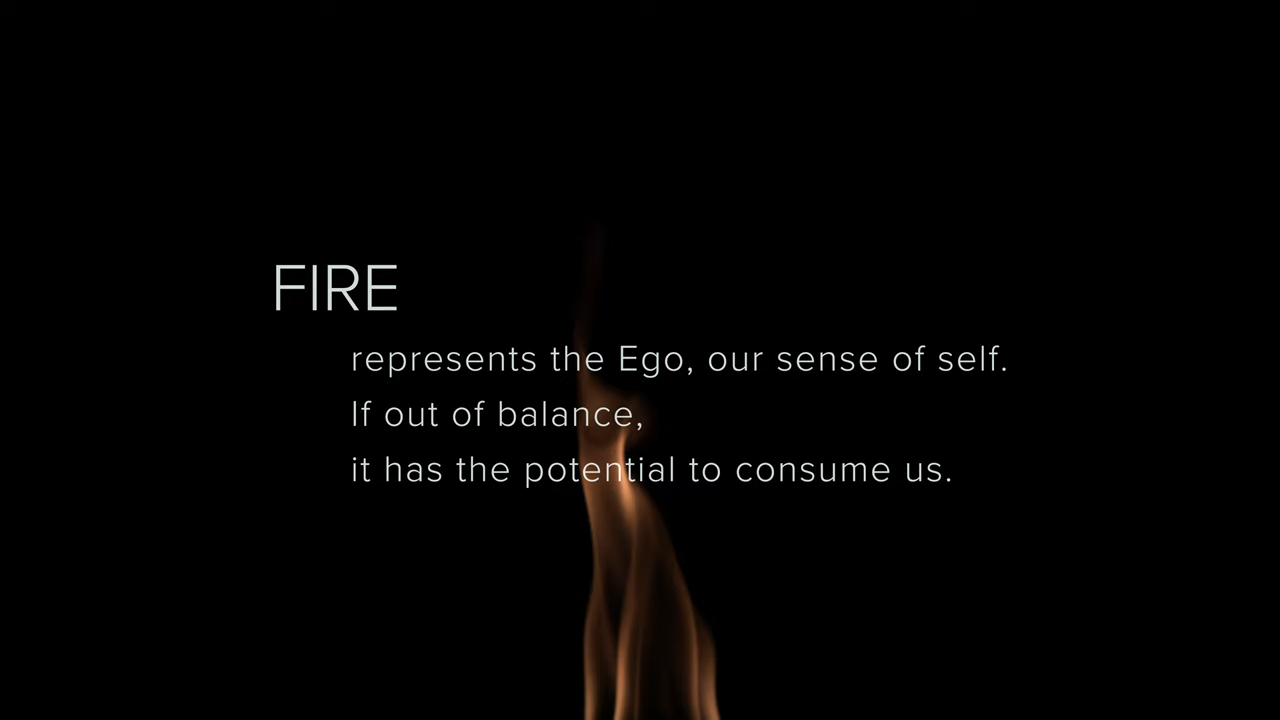 FIRE
represents the Ego, our sense of self.
If out of balance,
it has the potential to consume us.